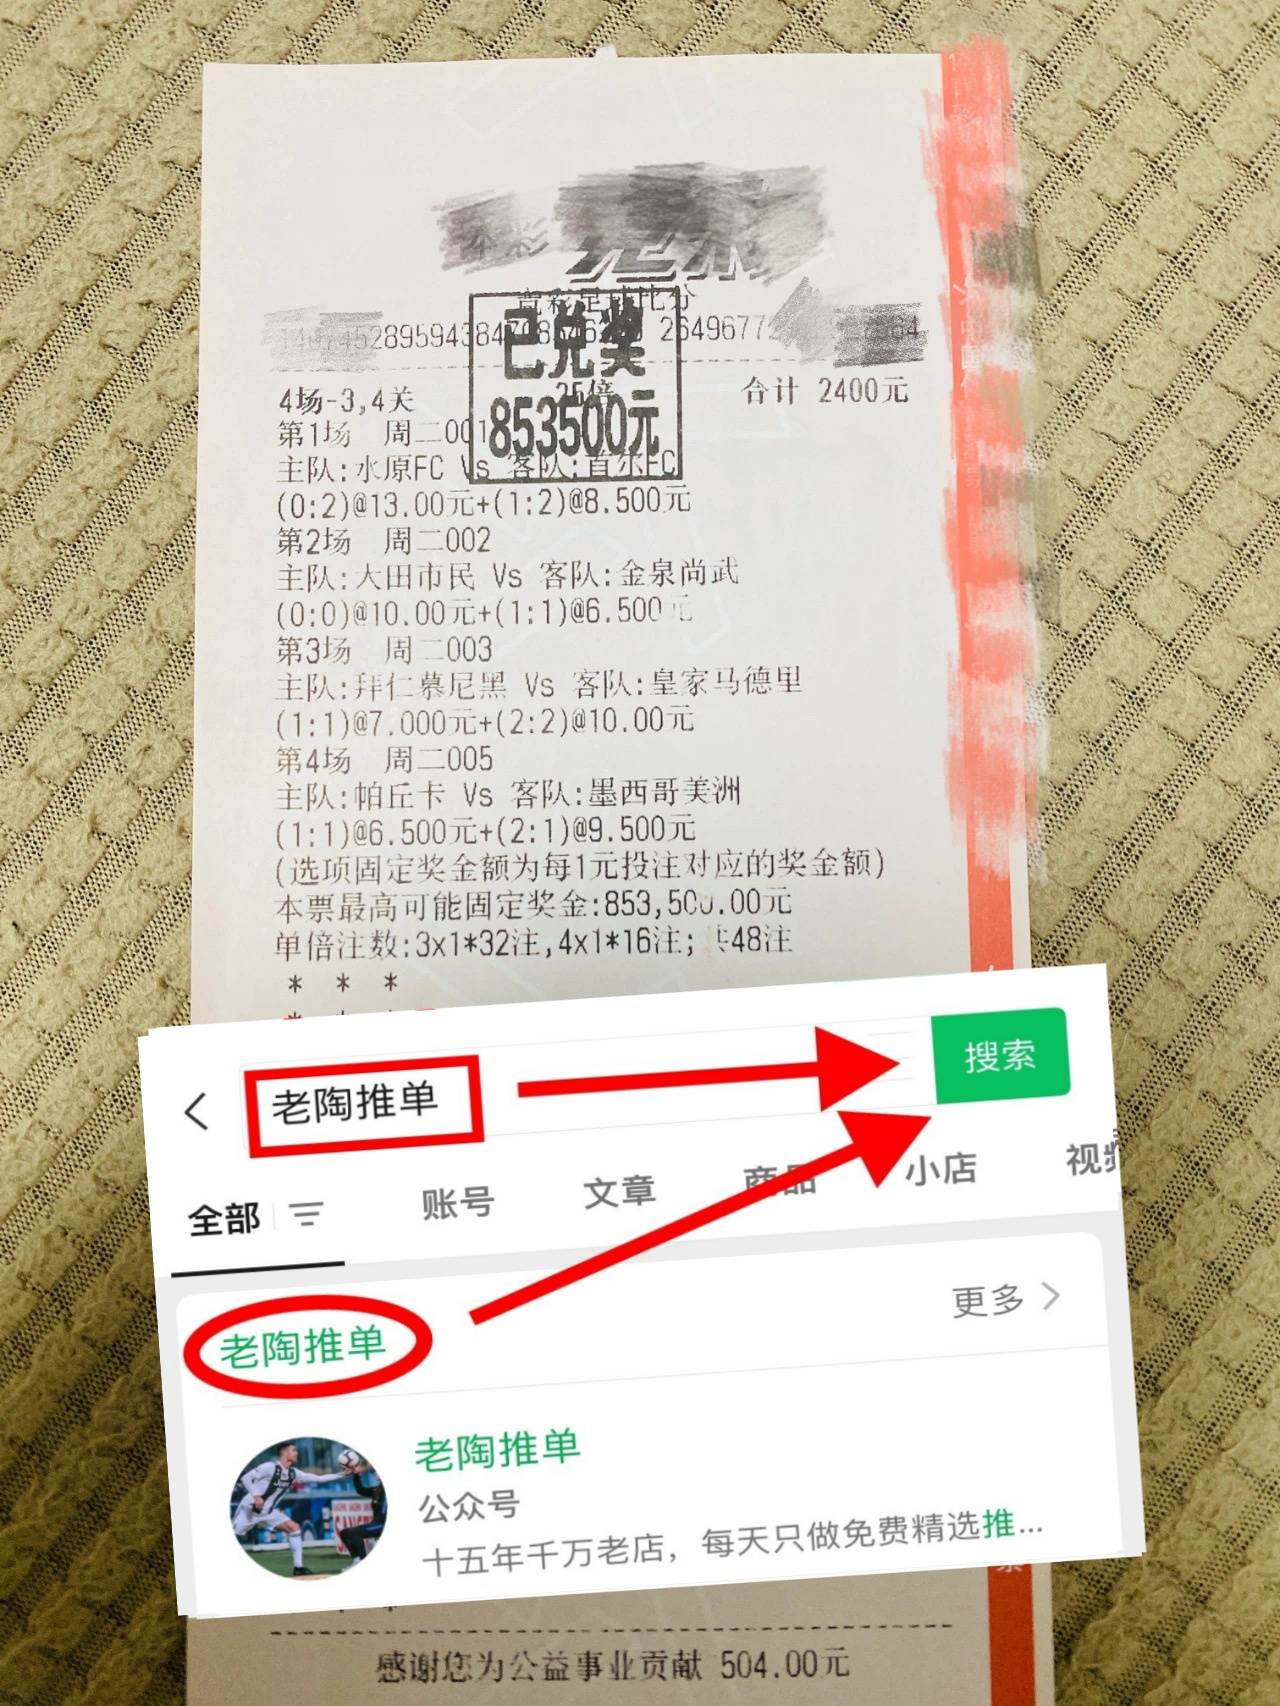 竞彩足球比分
已兑奖
853500元
4场-3,4关 25倍 合计 2400元
第1场 周二001
主队:水原FC Vs 客队:首尔FC
(0:2)@13.00元+(1:2)@8.500元
第2场 周二002
主队:大田市民 Vs 客队:金泉尚武
(0:0)@10.00元+(1:1)@6.500元
第3场 周二003
主队:拜仁慕尼黑 Vs 客队:皇家马德里
(1:1)@7.000元+(2:2)@10.00元
第4场 周二005
主队:帕丘卡 Vs 客队:墨西哥美洲
(1:1)@6.500元+(2:1)@9.500元
(选项固定奖金额为每1元投注对应的奖金额)
本票最高可能固定奖金:853,500.00元
单倍注数:3x1*32注,4x1*16注;共48注
* * *
老陶推单 搜索
全部 账号 文章 商品 小店 视频
老陶推单 更多
老陶推单
公众号
十五年千万老店，每天只做免费精选推...
感谢您为公益事业贡献 504.00元